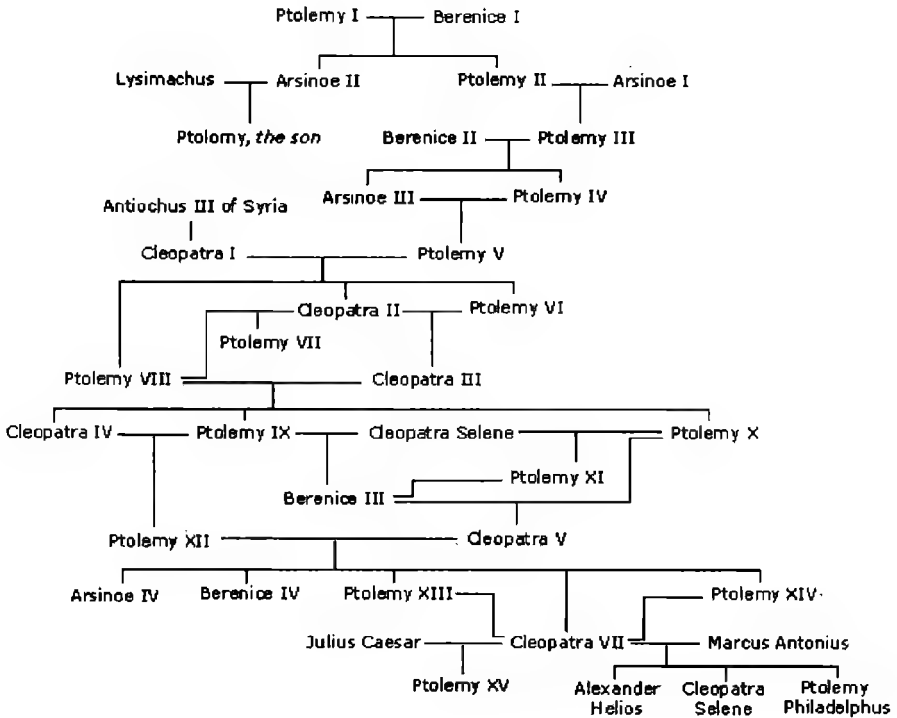 Ptolemy I Berenice I
Lysimachus Arsinoe II Ptolemy II Arsinoe I
Ptolomy, the son Berenice II Ptolemy III
Arsinoe III Ptolemy IV
Antiochus III of Syria
Cleopatra I Ptolemy V
Cleopatra II Ptolemy VI
Ptolemy VII
Ptolemy VIII Cleopatra III
Cleopatra IV Ptolemy IX Cleopatra Selene Ptolemy X
Ptolemy XI
Berenice III
Ptolemy XII Cleopatra V
Arsinoe IV Berenice IV Ptolemy XIII Ptolemy XIV
Julius Caesar Cleopatra VII Marcus Antonius
Ptolemy XV
Alexander Helios
Cleopatra Selene
Ptolemy Philadelphus